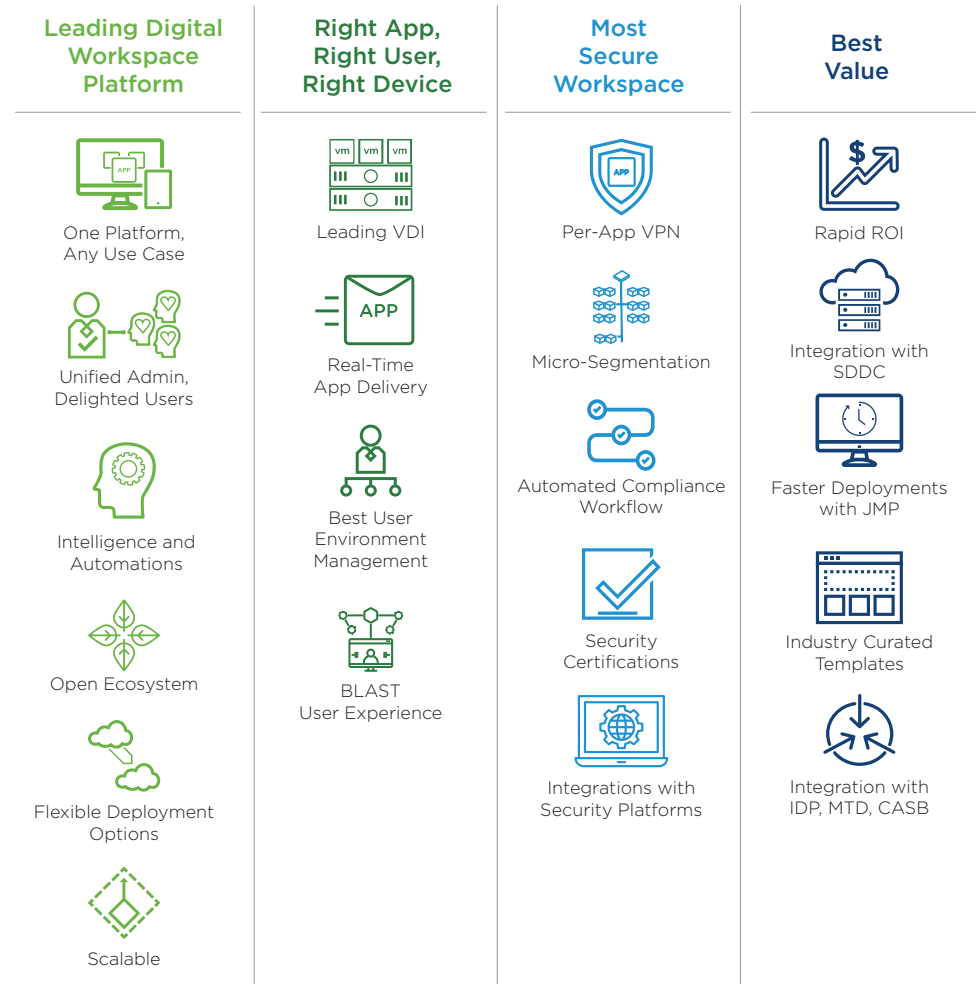 Leading Digital
Workspace
Platform
APP
One Platform,
Any Use Case
Unified Admin,
Delighted Users
Intelligence and
Automations
Open Ecosystem
Flexible Deployment
Options
Scalable
Right App,
Right User,
Right Device
vm vm vm
Leading VDI
APP
Real-Time
App Delivery
Best User
Environment
Management
BLAST
User Experience
Most
Secure
Workspace
APP
Per-App VPN
Micro-Segmentation
Automated Compliance
Workflow
Security
Certifications
Integrations with
Security Platforms
Best
Value
$
Rapid ROI
Integration with
SDDC
Faster Deployments
with JMP
Industry Curated
Templates
Integration with
IDP, MTD, CASB